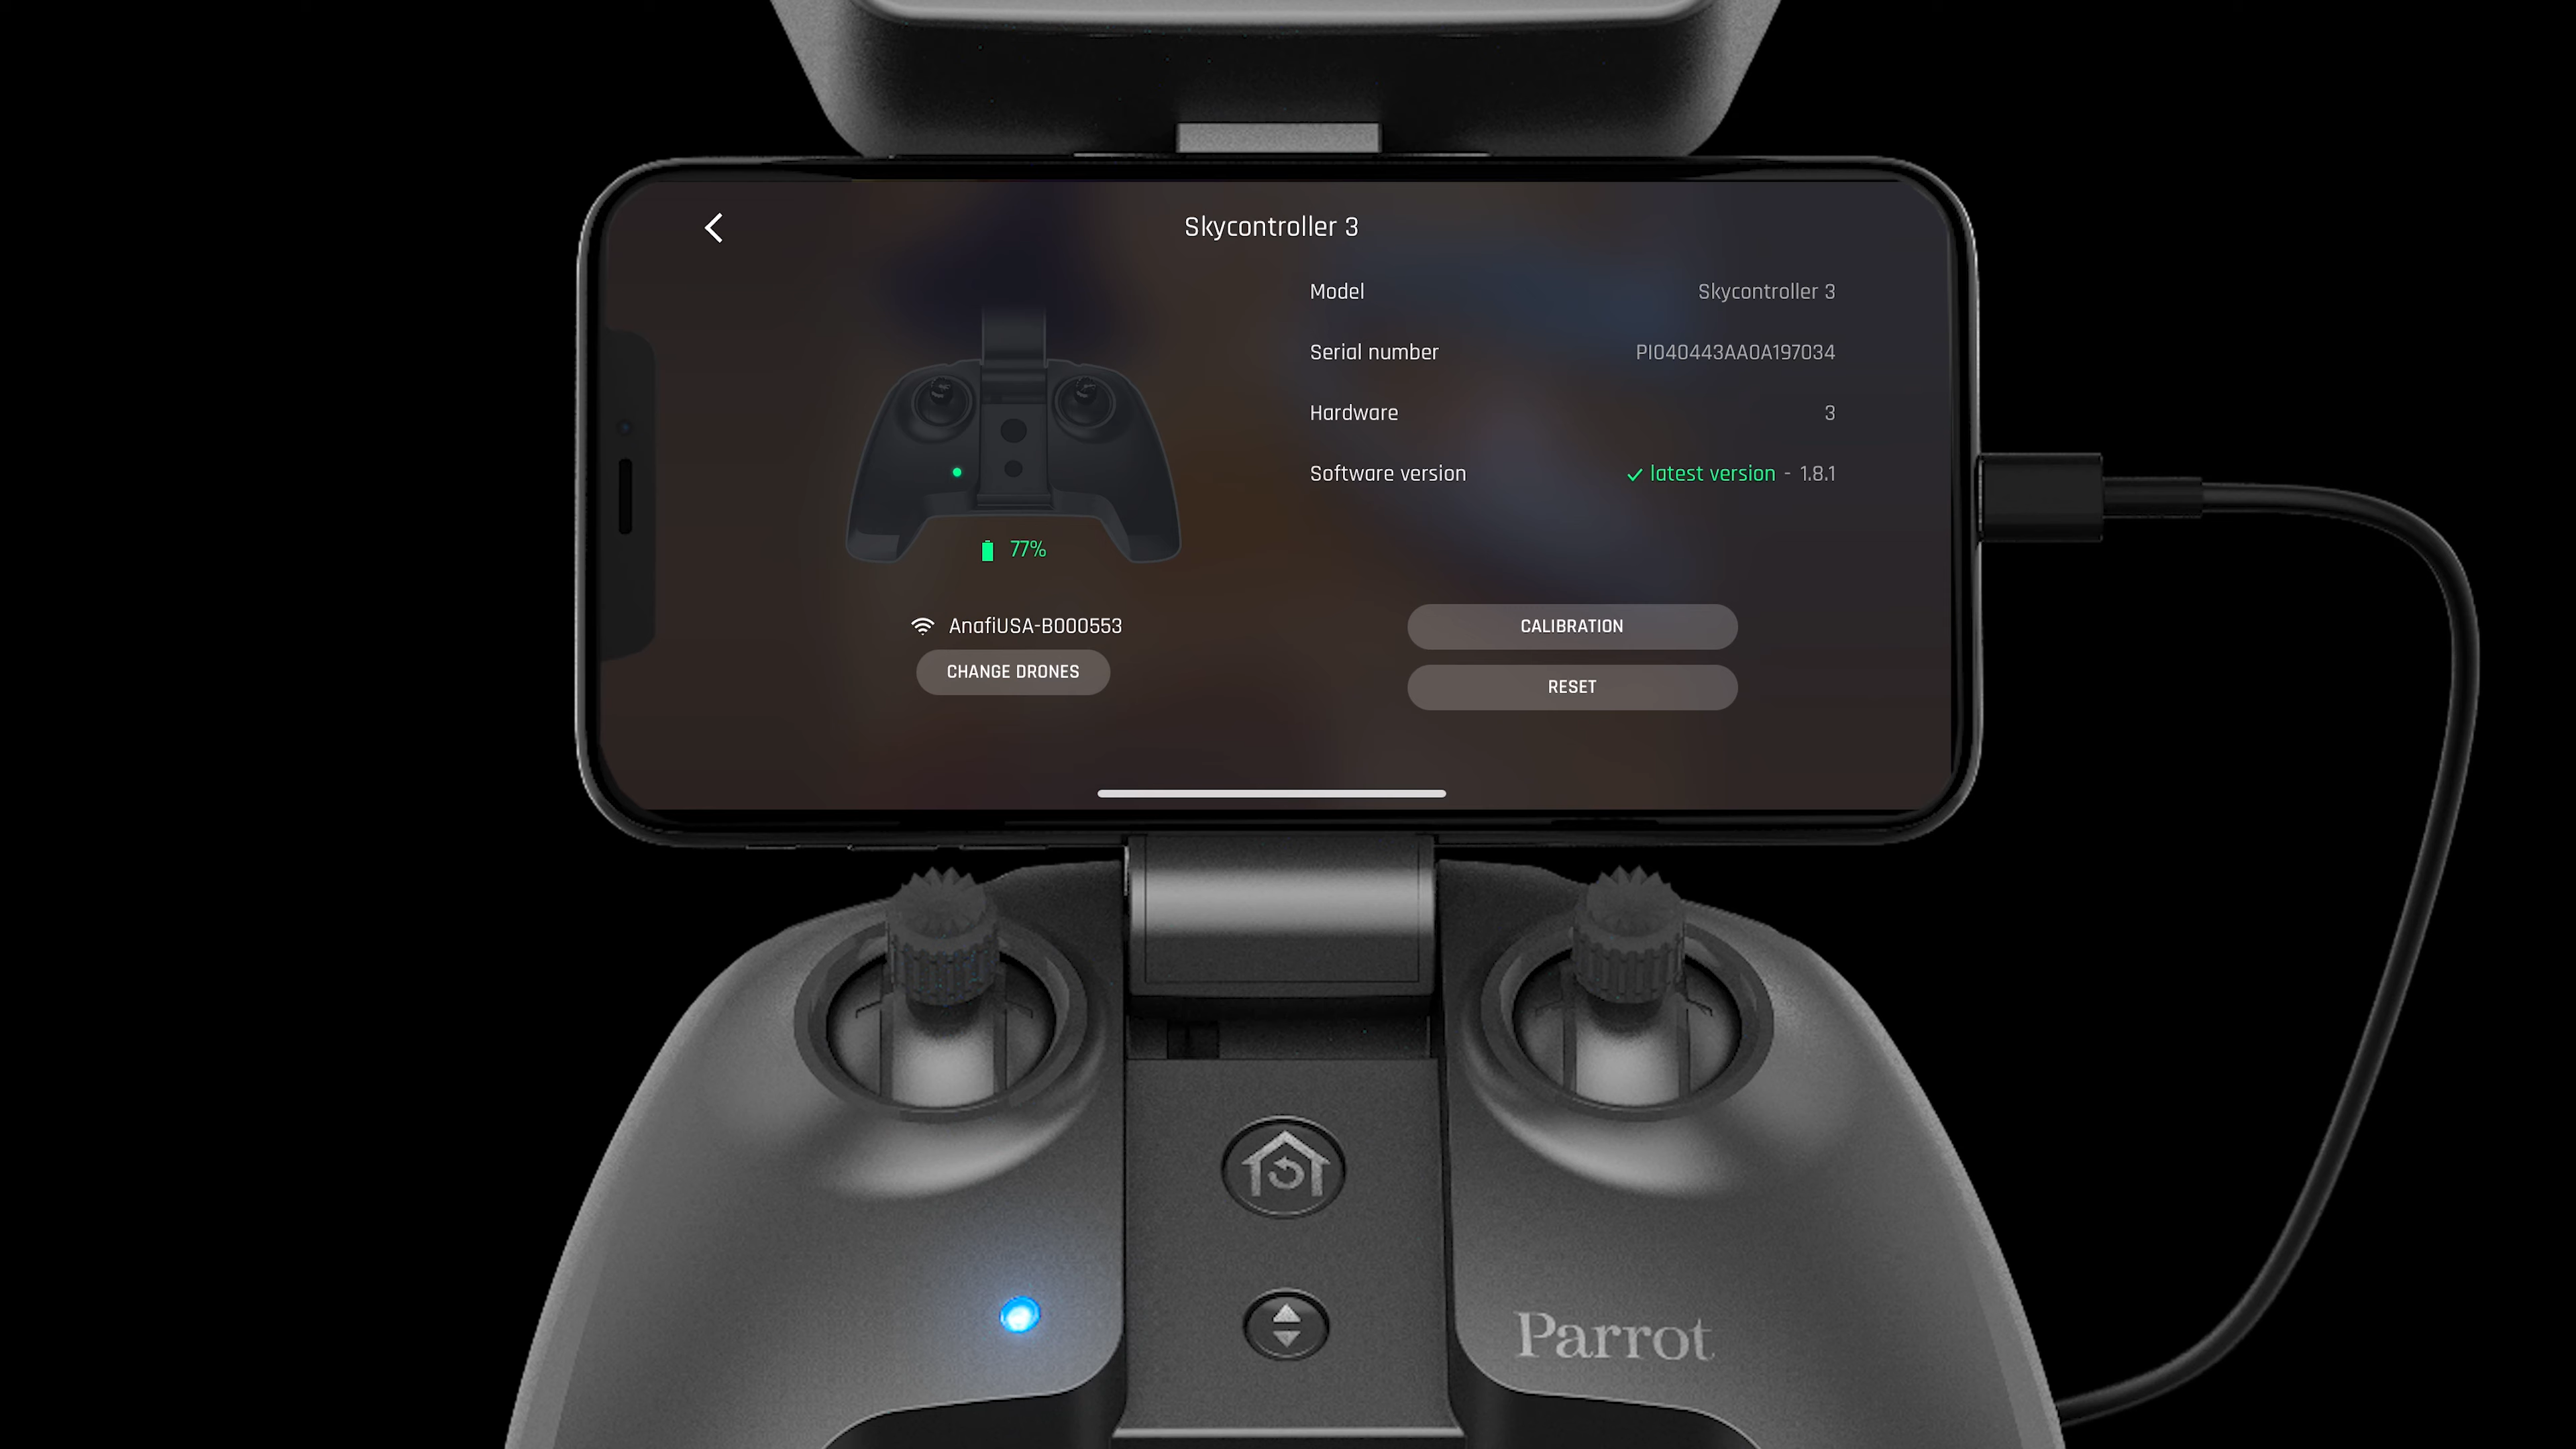 Skycontroller 3
Model Skycontroller 3
Serial number PI040443AA0A197034
Hardware 3
Software version latest version - 1.8.1
77%
AnafiUSA-B000553
CHANGE DRONES
CALIBRATION
RESET
Parrot